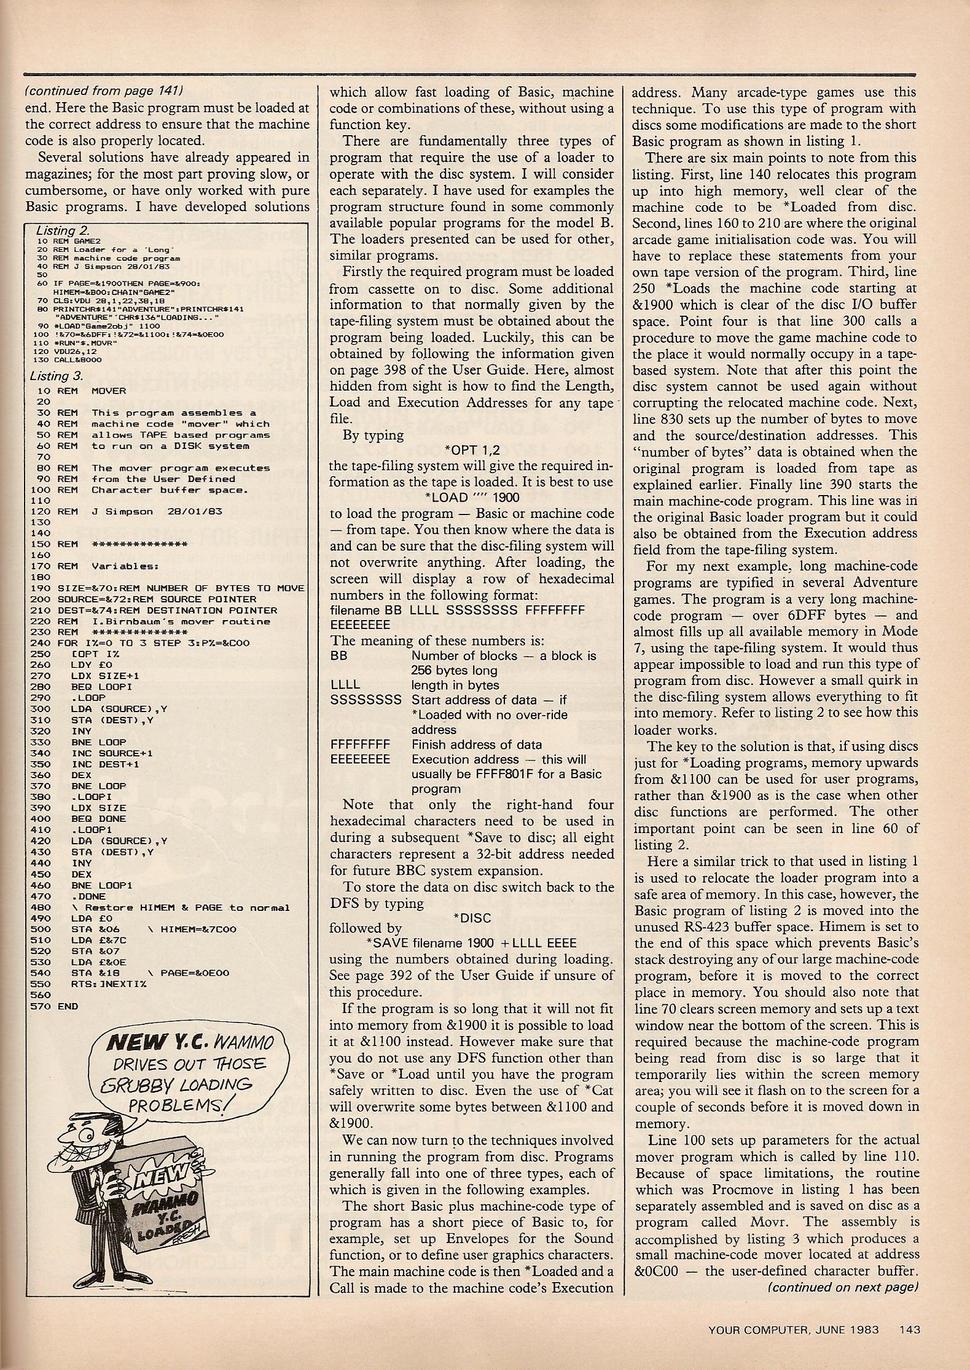 (continued from page 141)
end. Here the Basic program must be loaded at
the correct address to ensure that the machine
code is also properly located.
Several solutions have already appeared in
magazines; for the most part proving slow, or
cumbersome, or have only worked with pure
Basic programs. I have developed solutions
Listing 2.
10 REM GAME2
20 REM Loader for a 'Long'
30 REM machine code program
40 REM J Simpson 28/01/83
50
60 IF PAGE=&1900THEN PAGE=&900:
HIMEM=&B00:CHAIN"GAME2"
70 CLS:VDU 28,1,22,38,18
80 PRINTCHR$141"ADVENTURE":PRINTCHR$141
"ADVENTURE"'CHR$136"LOADING..."
90 *LOAD"Game2obj" 1100
100 !&70=&6DFF:!&72=&1100:!&74=&0E00
110 *RUN"$.MOVR"
120 VDU26,12
130 CALL&8000
Listing 3.
10 REM MOVER
20
30 REM This program assembles a
40 REM machine code "mover" which
50 REM allows TAPE based programs
60 REM to run on a DISK system
70
80 REM The mover program executes
90 REM from the User Defined
100 REM Character buffer space.
110
120 REM J Simpson 28/01/83
130
140
150 REM **************
160
170 REM Variables:
180
190 SIZE=&70:REM NUMBER OF BYTES TO MOVE
200 SOURCE=&72:REM SOURCE POINTER
210 DEST=&74:REM DESTINATION POINTER
220 REM I.Birnbaum's mover routine
230 REM **************
240 FOR I%=0 TO 3 STEP 3:P%=&C00
250 [OPT I%
260 LDY £0
270 LDX SIZE+1
280 BEQ LOOPI
290 .LOOP
300 LDA (SOURCE),Y
310 STA (DEST),Y
320 INY
330 BNE LOOP
340 INC SOURCE+1
350 INC DEST+1
360 DEX
370 BNE LOOP
380 .LOOPI
390 LDX SIZE
400 BEQ DONE
410 .LOOP1
420 LDA (SOURCE),Y
430 STA (DEST),Y
440 INY
450 DEX
460 BNE LOOP1
470 .DONE
480 \ Restore HIMEM & PAGE to normal
490 LDA £0
500 STA &06 \ HIMEM=&7C00
510 LDA £&7C
520 STA &07
530 LDA £&0E
540 STA &18 \ PAGE=&0E00
550 RTS:]NEXTI%
560
570 END
NEW Y.C. WAMMO
DRIVES OUT THOSE
GRUBBY LOADING
PROBLEMS!
NEW
WAMMO
Y.C.
LOADER
which allow fast loading of Basic, machine
code or combinations of these, without using a
function key.
There are fundamentally three types of
program that require the use of a loader to
operate with the disc system. I will consider
each separately. I have used for examples the
program structure found in some commonly
available popular programs for the model B.
The loaders presented can be used for other,
similar programs.
Firstly the required program must be loaded
from cassette on to disc. Some additional
information to that normally given by the
tape-filing system must be obtained about the
program being loaded. Luckily, this can be
obtained by following the information given
on page 398 of the User Guide. Here, almost
hidden from sight is how to find the Length,
Load and Execution Addresses for any tape
file.
By typing
*OPT 1,2
the tape-filing system will give the required in-
formation as the tape is loaded. It is best to use
*LOAD "" 1900
to load the program — Basic or machine code
— from tape. You then know where the data is
and can be sure that the disc-filing system will
not overwrite anything. After loading, the
screen will display a row of hexadecimal
numbers in the following format:
filename BB LLLL SSSSSSSS FFFFFFFF
EEEEEEEE
The meaning of these numbers is:
BB Number of blocks — a block is
256 bytes long
LLLL length in bytes
SSSSSSSS Start address of data — if
*Loaded with no over-ride
address
FFFFFFFF Finish address of data
EEEEEEEE Execution address — this will
usually be FFFF801F for a Basic
program
Note that only the right-hand four
hexadecimal characters need to be used in
during a subsequent *Save to disc; all eight
characters represent a 32-bit address needed
for future BBC system expansion.
To store the data on disc switch back to the
DFS by typing
*DISC
followed by
*SAVE filename 1900 + LLLL EEEE
using the numbers obtained during loading.
See page 392 of the User Guide if unsure of
this procedure.
If the program is so long that it will not fit
into memory from &1900 it is possible to load
it at &1100 instead. However make sure that
you do not use any DFS function other than
*Save or *Load until you have the program
safely written to disc. Even the use of *Cat
will overwrite some bytes between &1100 and
&1900.
We can now turn to the techniques involved
in running the program from disc. Programs
generally fall into one of three types, each of
which is given in the following examples.
The short Basic plus machine-code type of
program has a short piece of Basic to, for
example, set up Envelopes for the Sound
function, or to define user graphics characters.
The main machine code is then *Loaded and a
Call is made to the machine code's Execution
address. Many arcade-type games use this
technique. To use this type of program with
discs some modifications are made to the short
Basic program as shown in listing 1.
There are six main points to note from this
listing. First, line 140 relocates this program
up into high memory, well clear of the
machine code to be *Loaded from disc.
Second, lines 160 to 210 are where the original
arcade game initialisation code was. You will
have to replace these statements from your
own tape version of the program. Third, line
250 *Loads the machine code starting at
&1900 which is clear of the disc I/O buffer
space. Point four is that line 300 calls a
procedure to move the game machine code to
the place it would normally occupy in a tape-
based system. Note that after this point the
disc system cannot be used again without
corrupting the relocated machine code. Next,
line 830 sets up the number of bytes to move
and the source/destination addresses. This
"number of bytes" data is obtained when the
original program is loaded from tape as
explained earlier. Finally line 390 starts the
main machine-code program. This line was in
the original Basic loader program but it could
also be obtained from the Execution address
field from the tape-filing system.
For my next example, long machine-code
programs are typified in several Adventure
games. The program is a very long machine-
code program — over 6DFF bytes — and
almost fills up all available memory in Mode
7, using the tape-filing system. It would thus
appear impossible to load and run this type of
program from disc. However a small quirk in
the disc-filing system allows everything to fit
into memory. Refer to listing 2 to see how this
loader works.
The key to the solution is that, if using discs
just for *Loading programs, memory upwards
from &1100 can be used for user programs,
rather than &1900 as is the case when other
disc functions are performed. The other
important point can be seen in line 60 of
listing 2.
Here a similar trick to that used in listing 1
is used to relocate the loader program into a
safe area of memory. In this case, however, the
Basic program of listing 2 is moved into the
unused RS-423 buffer space. Himem is set to
the end of this space which prevents Basic's
stack destroying any of our large machine-code
program, before it is moved to the correct
place in memory. You should also note that
line 70 clears screen memory and sets up a text
window near the bottom of the screen. This is
required because the machine-code program
being read from disc is so large that it
temporarily lies within the screen memory
area; you will see it flash on to the screen for a
couple of seconds before it is moved down in
memory.
Line 100 sets up parameters for the actual
mover program which is called by line 110.
Because of space limitations, the routine
which was Procmove in listing 1 has been
separately assembled and is saved on disc as a
program called Movr. The assembly is
accomplished by listing 3 which produces a
small machine-code mover located at address
&0C00 — the user-defined character buffer.
(continued on next page)
YOUR COMPUTER, JUNE 1983 143